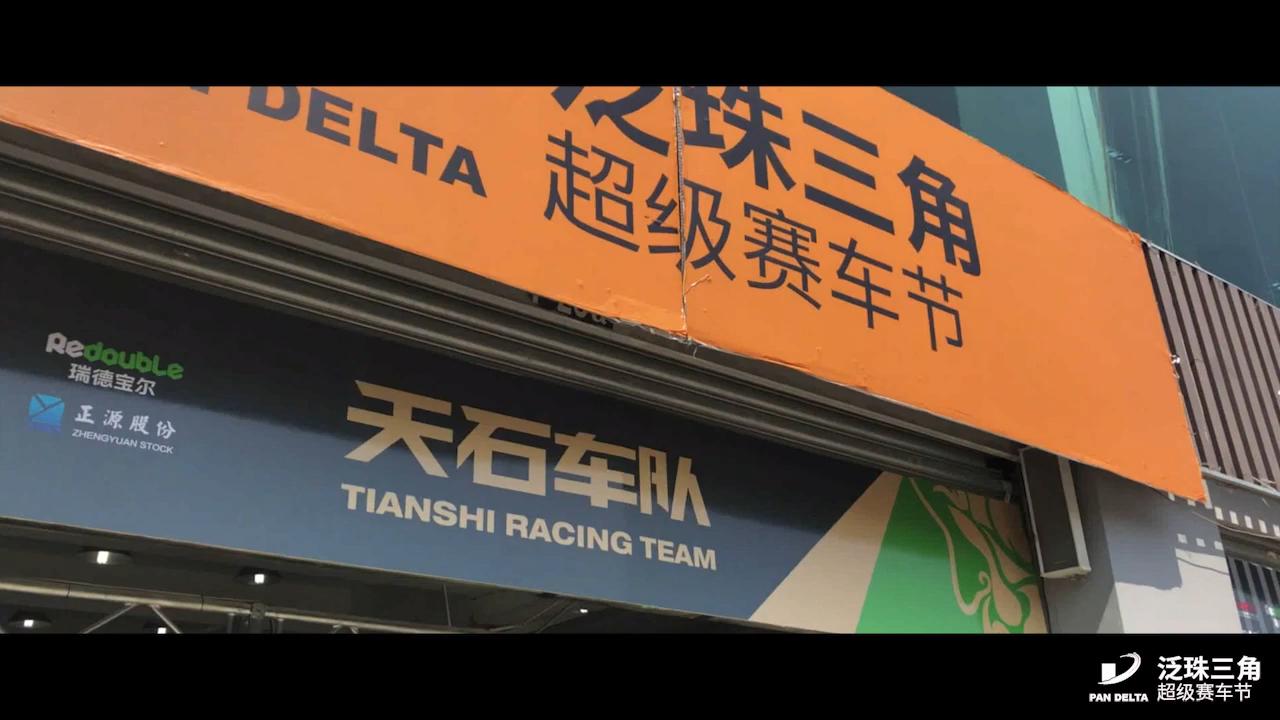 DELTA
泛珠三角
超级赛车节
Redouble
瑞德宝尔
正源股份
ZHENGYUAN STOCK
天石车队
TIANSHI RACING TEAM
泛珠三角
超级赛车节
PAN DELTA